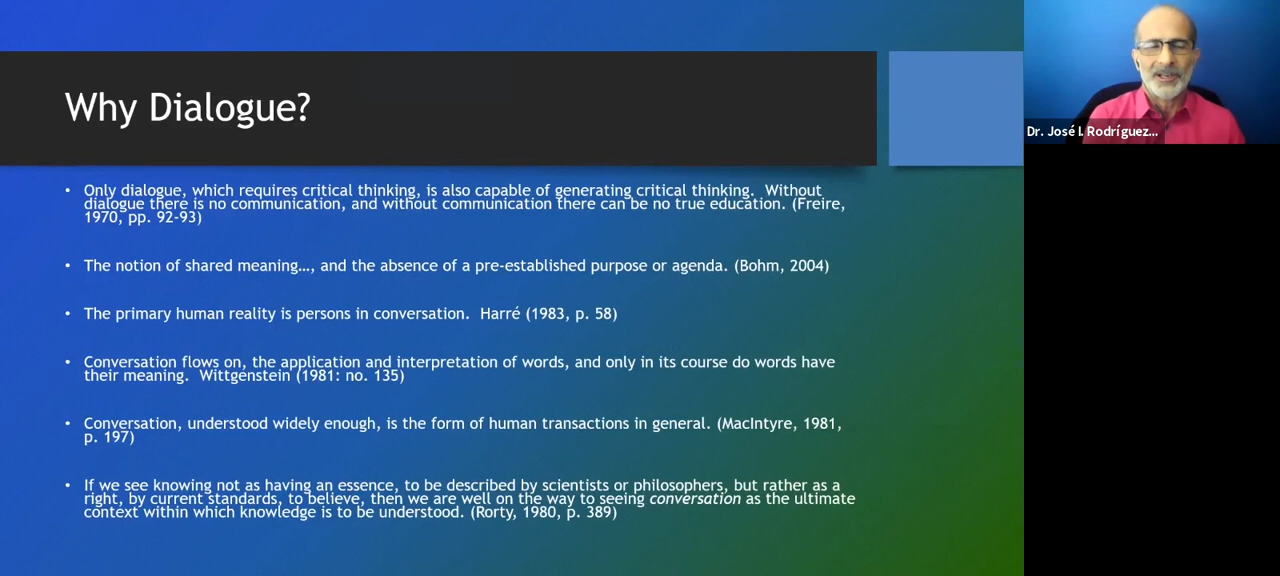 Why Dialogue?
• Only dialogue, which requires critical thinking, is also capable of generating critical thinking.  Without
dialogue there is no communication, and without communication there can be no true education. (Freire,
1970, pp. 92-93)
• The notion of shared meaning…, and the absence of a pre-established purpose or agenda. (Bohm, 2004)
• The primary human reality is persons in conversation.  Harré (1983, p. 58)
• Conversation flows on, the application and interpretation of words, and only in its course do words have
their meaning.  Wittgenstein (1981: no. 135)
• Conversation, understood widely enough, is the form of human transactions in general. (MacIntyre, 1981,
p. 197)
• If we see knowing not as having an essence, to be described by scientists or philosophers, but rather as a
right, by current standards, to believe, then we are well on the way to seeing conversation as the ultimate
context within which knowledge is to be understood. (Rorty, 1980, p. 389)
Dr. José I. Rodríguez...